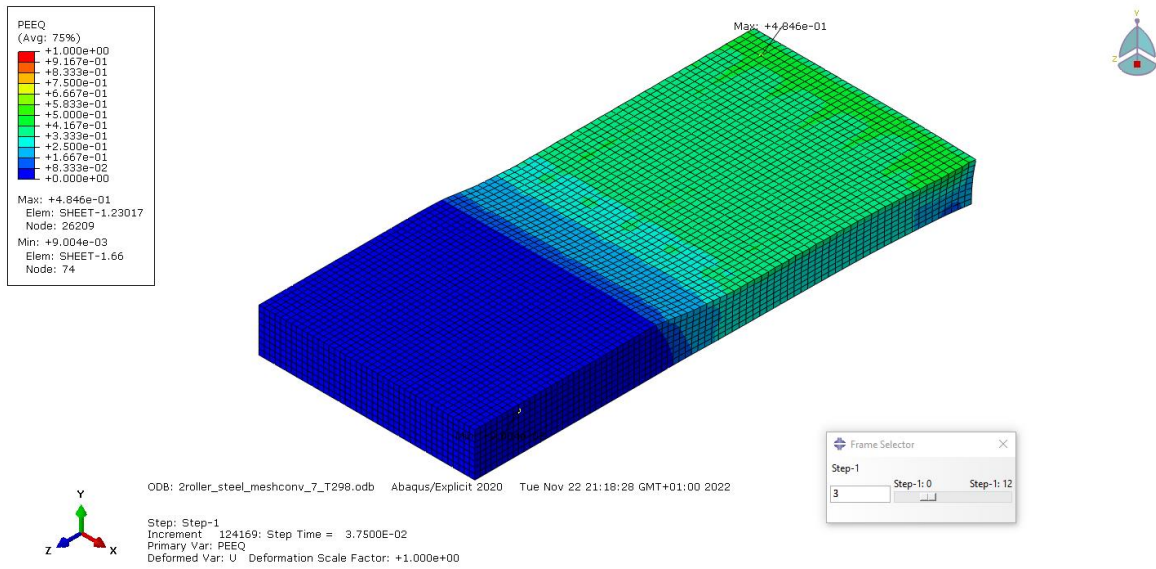 PEEQ
(Avg: 75%)
+1.000e+00
+9.167e-01
+8.333e-01
+7.500e-01
+6.667e-01
+5.833e-01
+5.000e-01
+4.167e-01
+3.333e-01
+2.500e-01
+1.667e-01
+8.333e-02
+0.000e+00
Max: +4.846e-01
Elem: SHEET-1.23017
Node: 26209
Min: +9.004e-03
Elem: SHEET-1.66
Node: 74
Max: +4.846e-01
y
z
Frame Selector
Step-1
Step-1: 0 Step-1: 12
3
ODB: 2roller_steel_meshconv_7_T298.odb Abaqus/Explicit 2020 Tue Nov 22 21:18:28 GMT+01:00 2022
Y
Z X
Step: Step-1
Increment 124169: Step Time = 3.7500E-02
Primary Var: PEEQ
Deformed Var: U Deformation Scale Factor: +1.000e+00